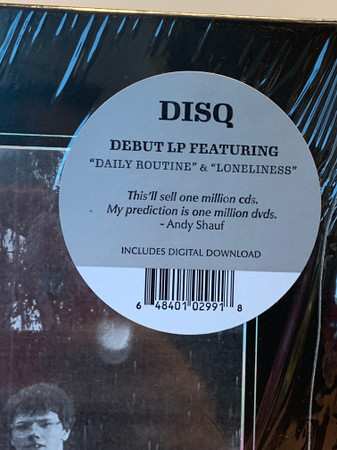 DISQ
DEBUT LP FEATURING
“DAILY ROUTINE” & “LONELINESS”
This'll sell one million cds.
My prediction is one million dvds.
- Andy Shauf
INCLUDES DIGITAL DOWNLOAD
6 48401 02991 8